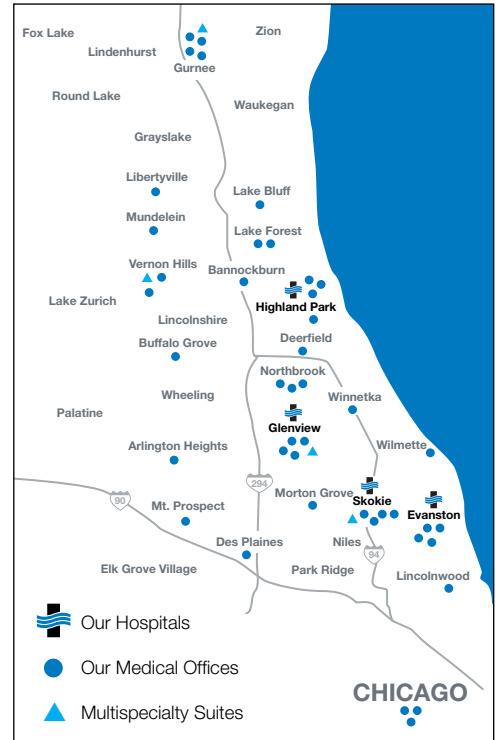 Fox Lake
Zion
Lindenhurst
Gurnee
Round Lake
Waukegan
Grayslake
Libertyville
Lake Bluff
Mundelein
Lake Forest
Vernon Hills
Bannockburn
Lake Zurich
Highland Park
Lincolnshire
Deerfield
Buffalo Grove
Northbrook
Wheeling
Winnetka
Palatine
Glenview
Arlington Heights
Wilmette
294
90
Morton Grove
Skokie
Mt. Prospect
Evanston
Des Plaines
Niles
94
Elk Grove Village
Park Ridge
Lincolnwood
Our Hospitals
Our Medical Offices
CHICAGO
Multispecialty Suites